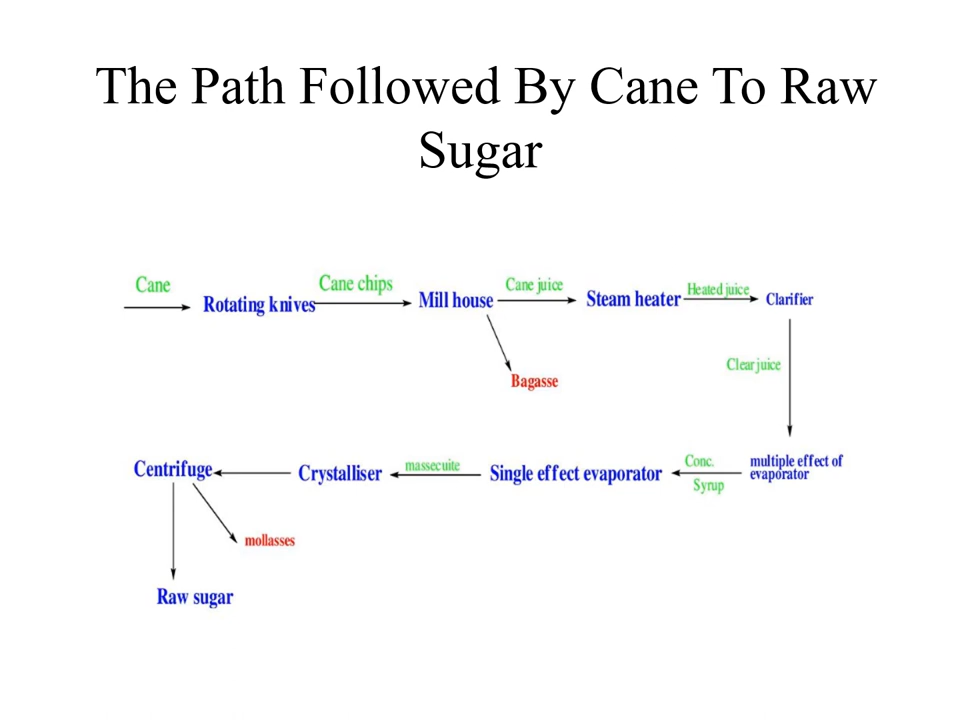 The Path Followed By Cane To Raw
Sugar
Cane
Rotating knives
Cane chips
Mill house
Cane juice
Steam heater
Heated juice
Clarifier
Bagasse
Clear juice
multiple effect of
evaporator
Conc.
Syrup
Single effect evaporator
massecuite
Crystalliser
Centrifuge
mollasses
Raw sugar